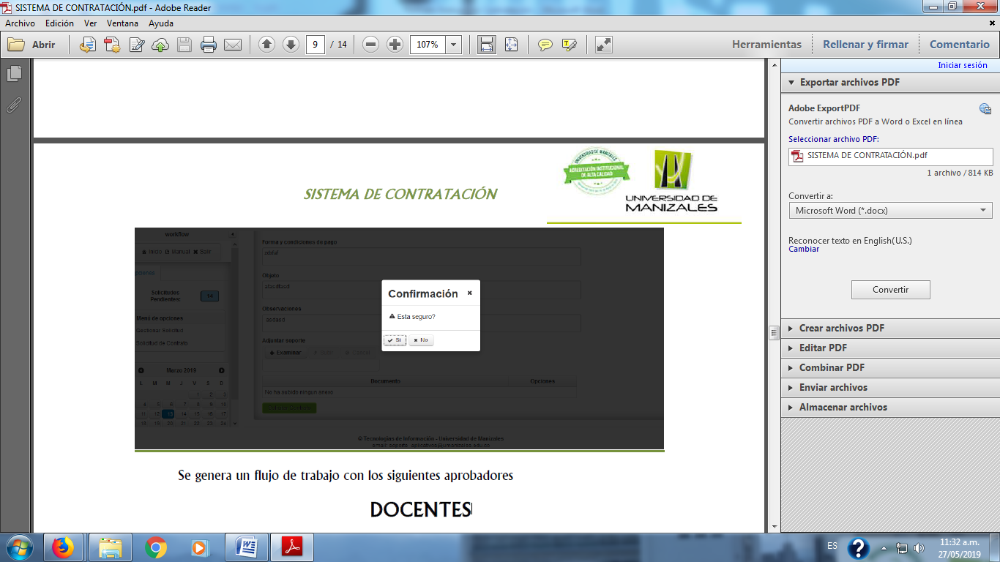 SISTEMA DE CONTRATACIÓN.pdf - Adobe Reader
Archivo Edición Ver Ventana Ayuda
Abrir 9 / 14 107% Herramientas Rellenar y firmar Comentario
Iniciar sesión
Exportar archivos PDF
Adobe ExportPDF
Convertir archivos PDF a Word o Excel en línea
Seleccionar archivo PDF:
SISTEMA DE CONTRATACIÓN.pdf
1 archivo / 814 KB
Convertir a:
Microsoft Word (*.docx)
Reconocer texto en English(U.S.)
Cambiar
Convertir
Crear archivos PDF
Editar PDF
Combinar PDF
Enviar archivos
Almacenar archivos
UNIVERSIDAD DE MANIZALES
ACREDITACIÓN INSTITUCIONAL
DE ALTA CALIDAD
UNIVERSIDAD DE
MANIZALES
SISTEMA DE CONTRATACIÓN
workflow
Inicio Manual Salir
Solicitudes
Pendientes: 14
Menú de opciones
Gestionar Solicitud
Solicitud de Contrato
Marzo 2019
L M M J V S D
1 2 3
4 5 6 7 8 9 10
11 12 13 14 15 16 17
18 19 20 21 22 23 24
Forma y condiciones de pago
Objeto
Observaciones
Adjuntar soporte
Examinar
Documento Opciones
No ha subido ningun anexo
Confirmación
Esta seguro?
Si No
© Tecnologías de Información - Universidad de Manizales
email: soporte_aplicativos@umanizales.edu.co
Se genera un flujo de trabajo con los siguientes aprobadores
DOCENTES
ES 11:32 a.m.
27/05/2019